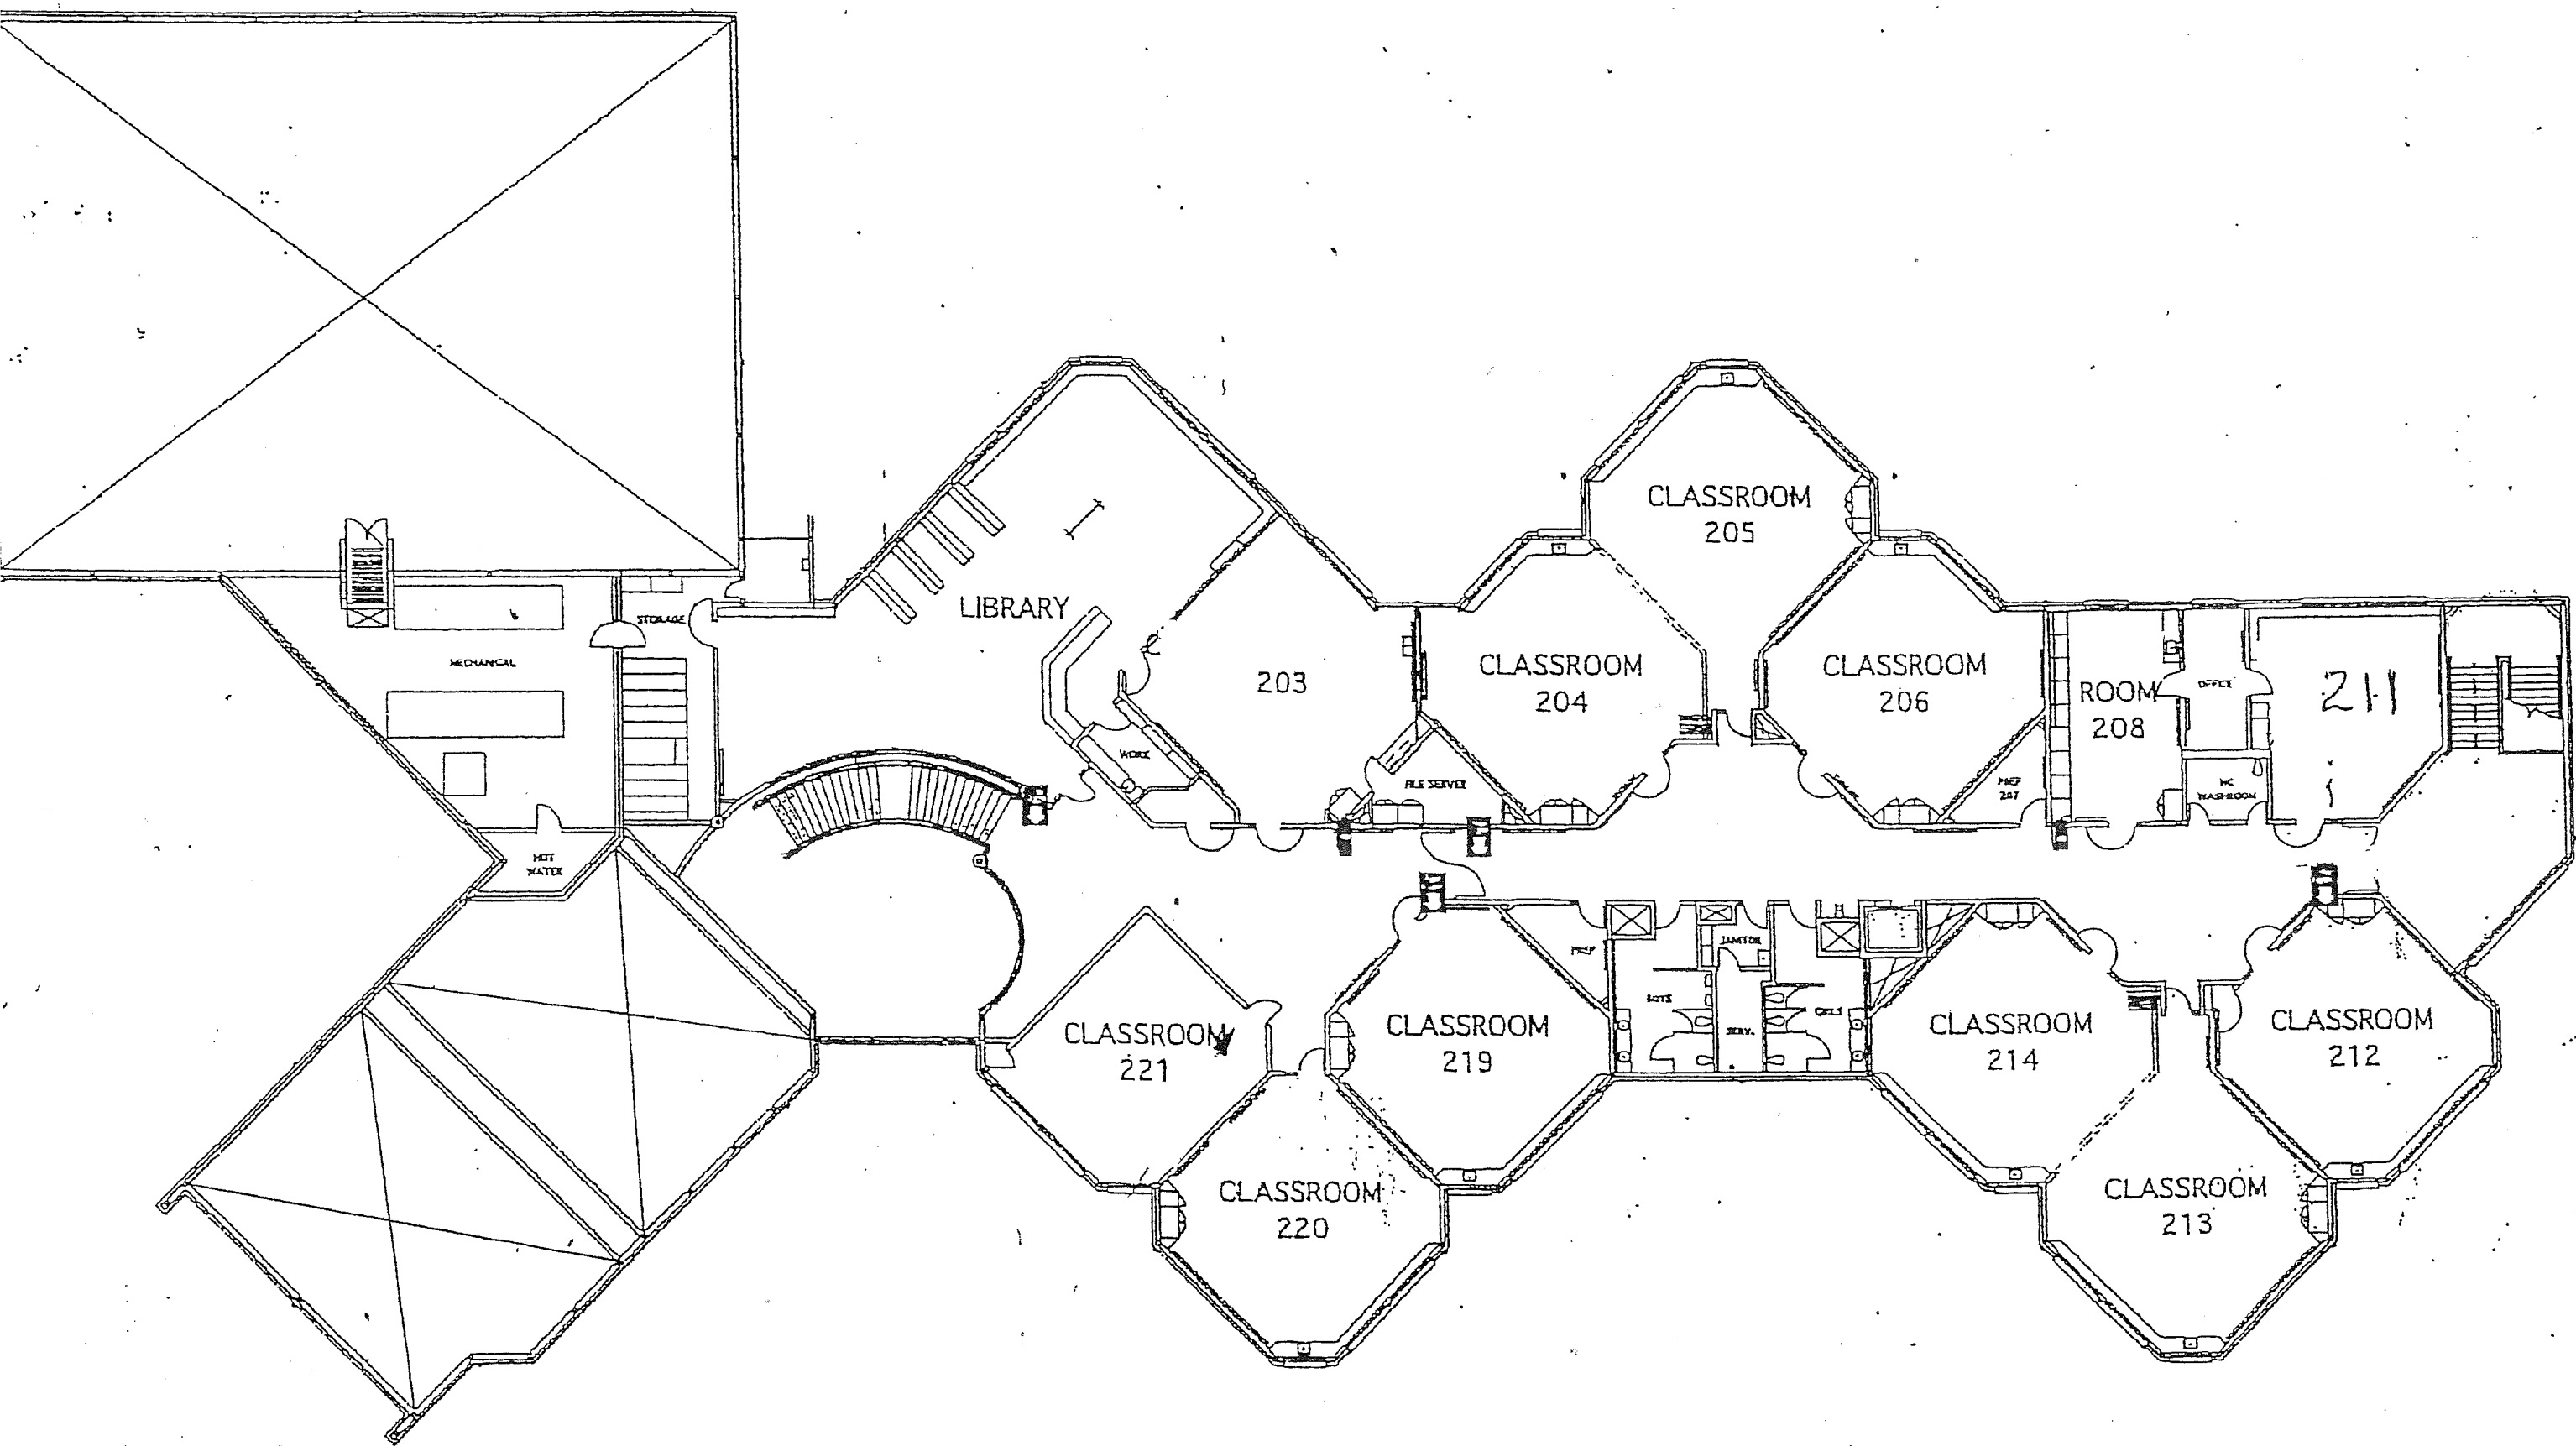 CLASSROOM
205
LIBRARY
STORAGE
MECHANICAL
203
CLASSROOM
204
CLASSROOM
206
ROOM
208
OFFICE
211
WORK
FILE SERVER
PREP
207
HC
WASHROOM
HOT
WATER
PREP
JANITOR
BOYS
SERV.
GIRLS
CLASSROOM
221
CLASSROOM
219
CLASSROOM
214
CLASSROOM
212
CLASSROOM
220
CLASSROOM
213